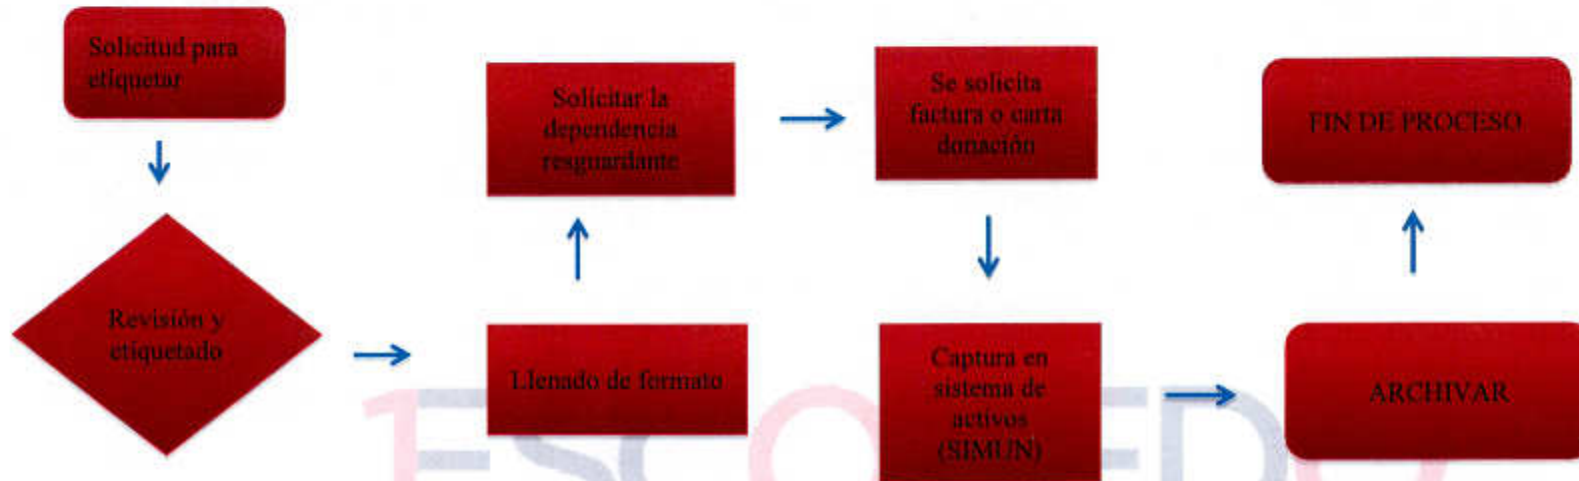 Solicitud para
etiquetar
Revisión y
etiquetado
Llenado de formato
Solicitar la
dependencia
resguardante
Se solicita
factura o carta
donación
Captura en
sistema de
activos
(SIMUN)
ARCHIVAR
FIN DE PROCESO